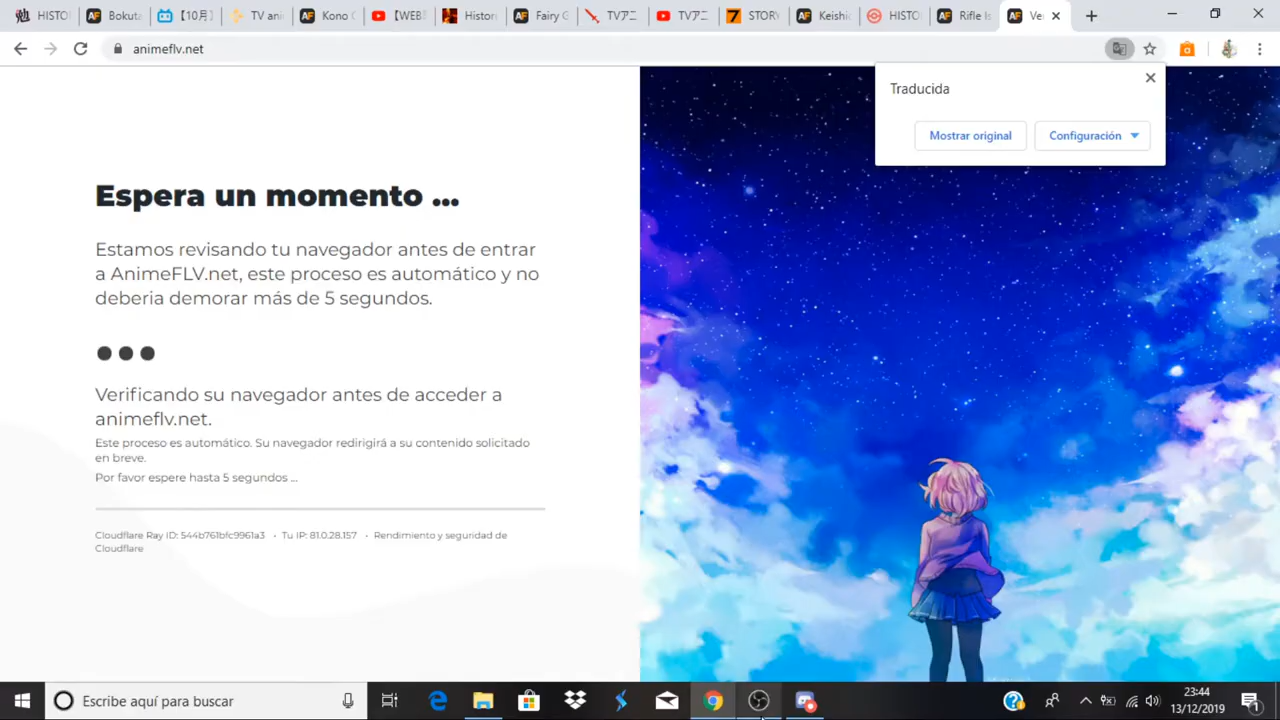 HISTO
Bokuta
【10月】
TV ani
Kono C
【WEB
Histor
Fairy G
TVアニ
TVアニ
STORY
Keishi
HISTO
Rifle Is
Ve
animeflv.net
Traducida
Mostrar original
Configuración
Espera un momento ...
Estamos revisando tu navegador antes de entrar
a AnimeFLV.net, este proceso es automático y no
deberia demorar más de 5 segundos.
Verificando su navegador antes de acceder a
animeflv.net.
Este proceso es automático. Su navegador redirigirá a su contenido solicitado
en breve.
Por favor espere hasta 5 segundos ...
Cloudflare Ray ID: 544b761bfc9961a3 • Tu IP: 81.0.28.157 • Rendimiento y seguridad de
Cloudflare
Escribe aquí para buscar
23:44
13/12/2019